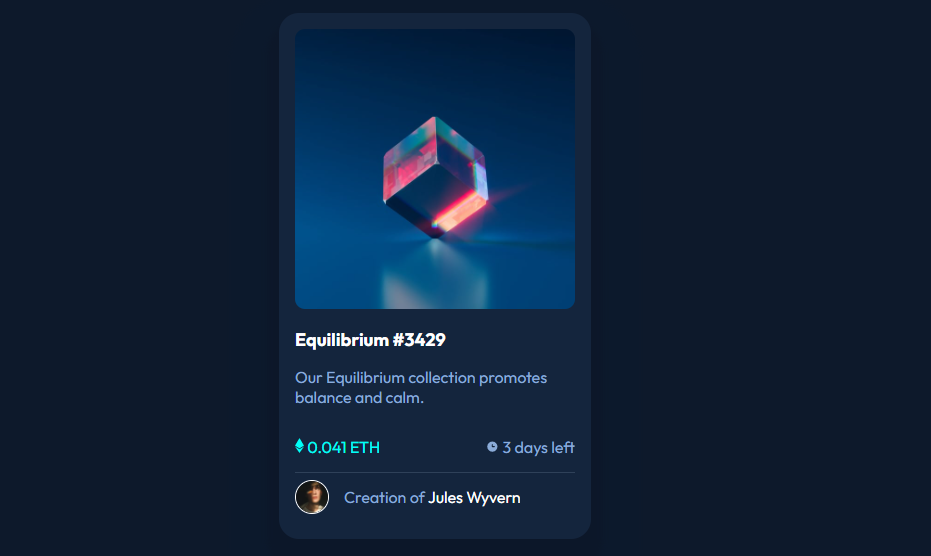 Equilibrium #3429
Our Equilibrium collection promotes
balance and calm.
0.041 ETH
3 days left
Creation of Jules Wyvern